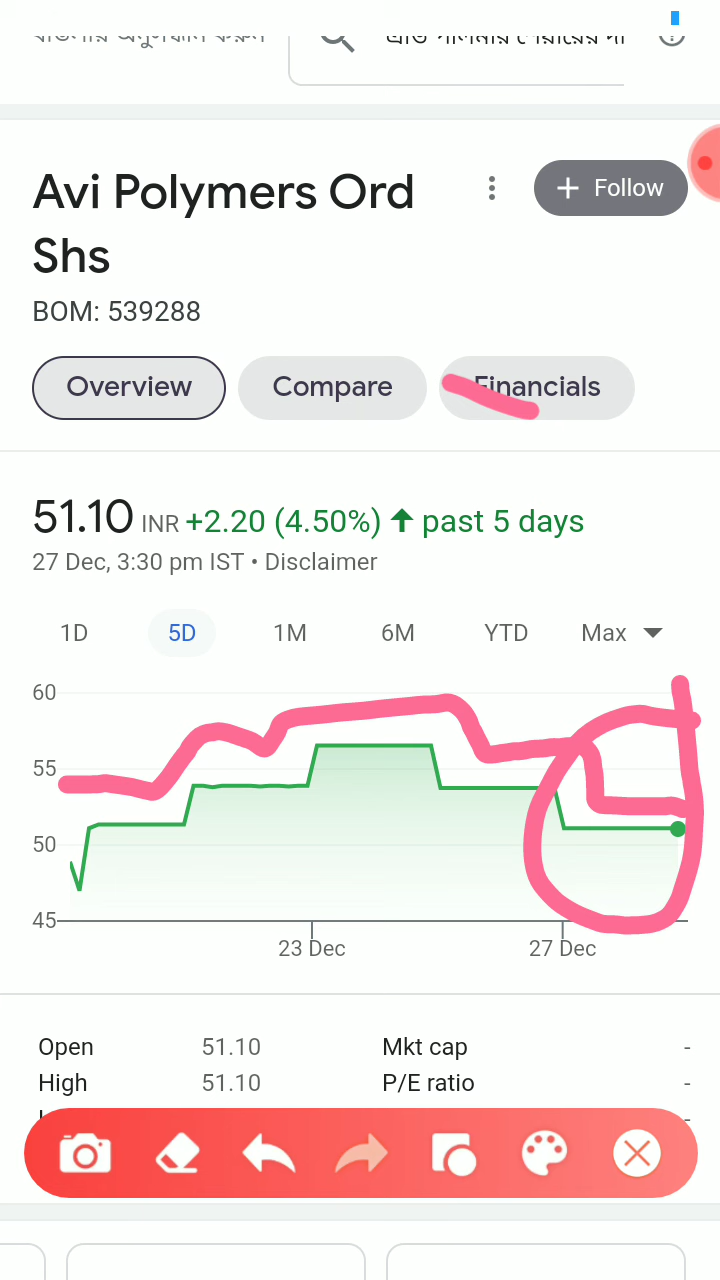 Avi Polymers Ord
Shs
+ Follow
BOM: 539288
Overview Compare Financials
51.10 INR +2.20 (4.50%) ↑ past 5 days
27 Dec, 3:30 pm IST • Disclaimer
1D 5D 1M 6M YTD Max
60
55
50
45
23 Dec 27 Dec
Open 51.10 Mkt cap -
High 51.10 P/E ratio -
-